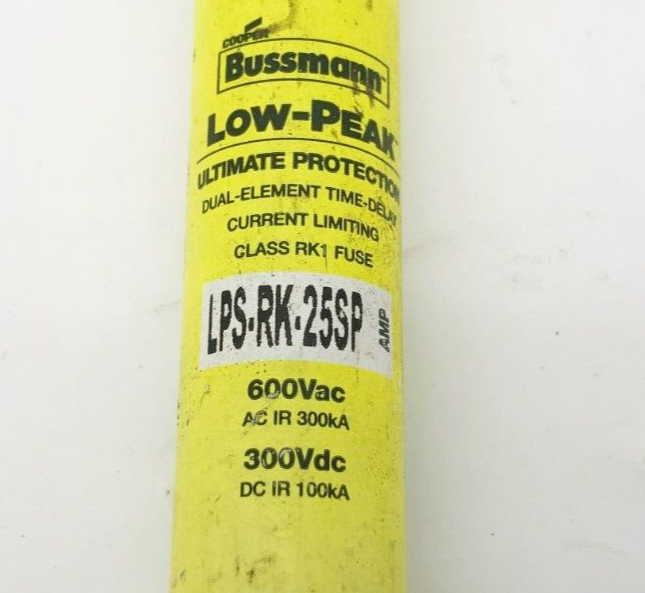 COOPER
Bussmann
LOW-PEAK
ULTIMATE PROTECTION
DUAL-ELEMENT TIME-DELAY
CURRENT LIMITING
CLASS RK1 FUSE
LPS-RK-25SP
AMP
600Vac
AC IR 300kA
300Vdc
DC IR 100kA